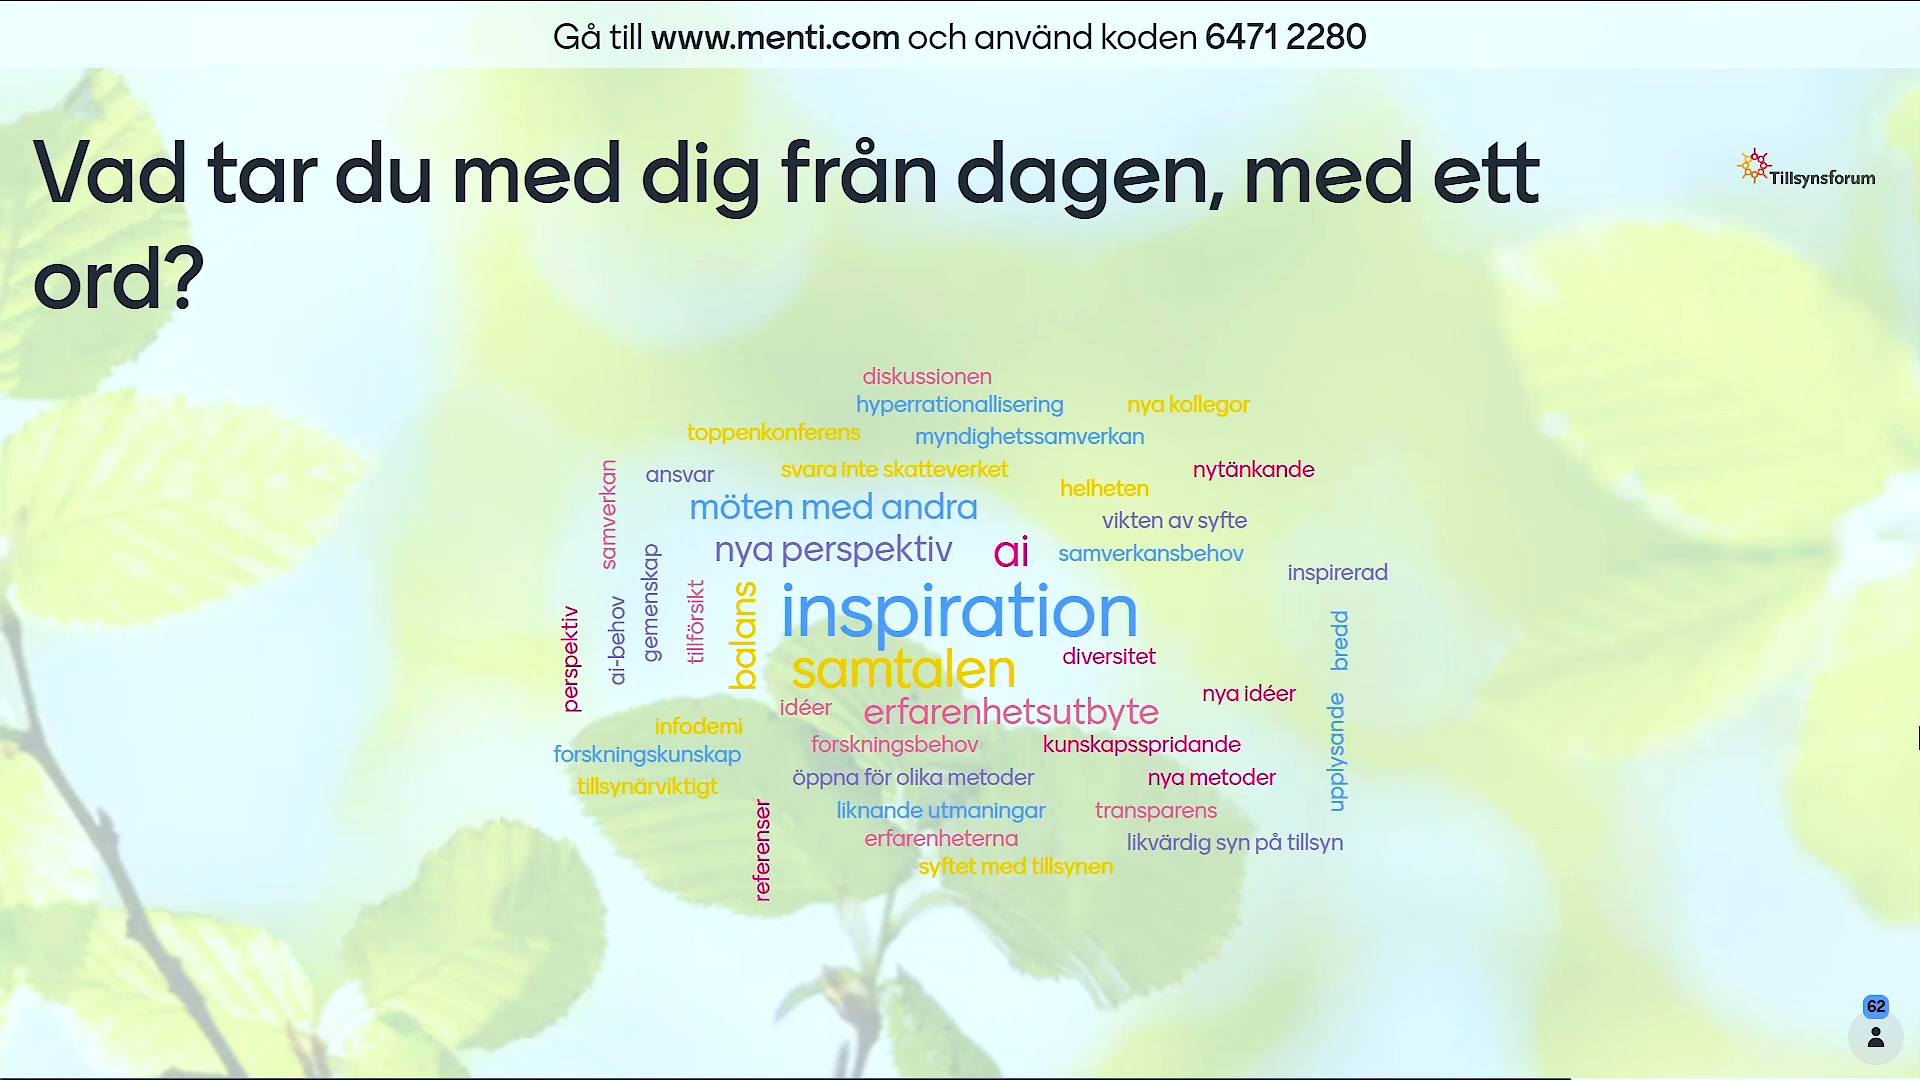 Gå till www.menti.com och använd koden 6471 2280
Vad tar du med dig från dagen, med ett
ord?
Tillsynsforum
diskussionen
hyperrationallisering
nya kollegor
toppenkonferens
myndighetssamverkan
samverkan
ansvar
svara inte skatteverket
nytänkande
helheten
möten med andra
vikten av syfte
nya perspektiv
ai
samverkansbehov
inspirerad
perspektiv
ai-behov
gemenskap
tillförsikt
balans
inspiration
bredd
samtalen
diversitet
nya idéer
idéer
erfarenhetsutbyte
upplysande
infodemi
forskningsbehov
kunskapsspridande
forskningskunskap
öppna för olika metoder
nya metoder
tillsynärviktigt
liknande utmaningar
transparens
referenser
erfarenheterna
likvärdig syn på tillsyn
syftet med tillsynen
62